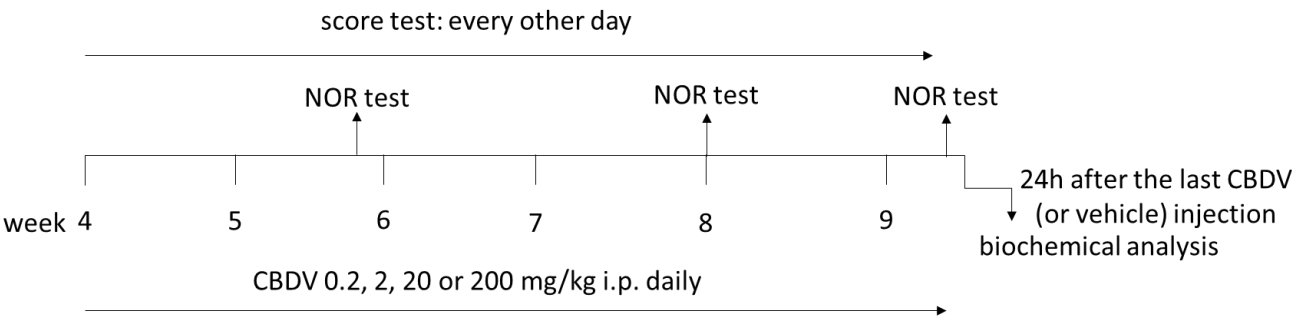 score test: every other day
NOR test
NOR test
NOR test
24h after the last CBDV
(or vehicle) injection
biochemical analysis
week 4 5 6 7 8 9
CBDV 0.2, 2, 20 or 200 mg/kg i.p. daily